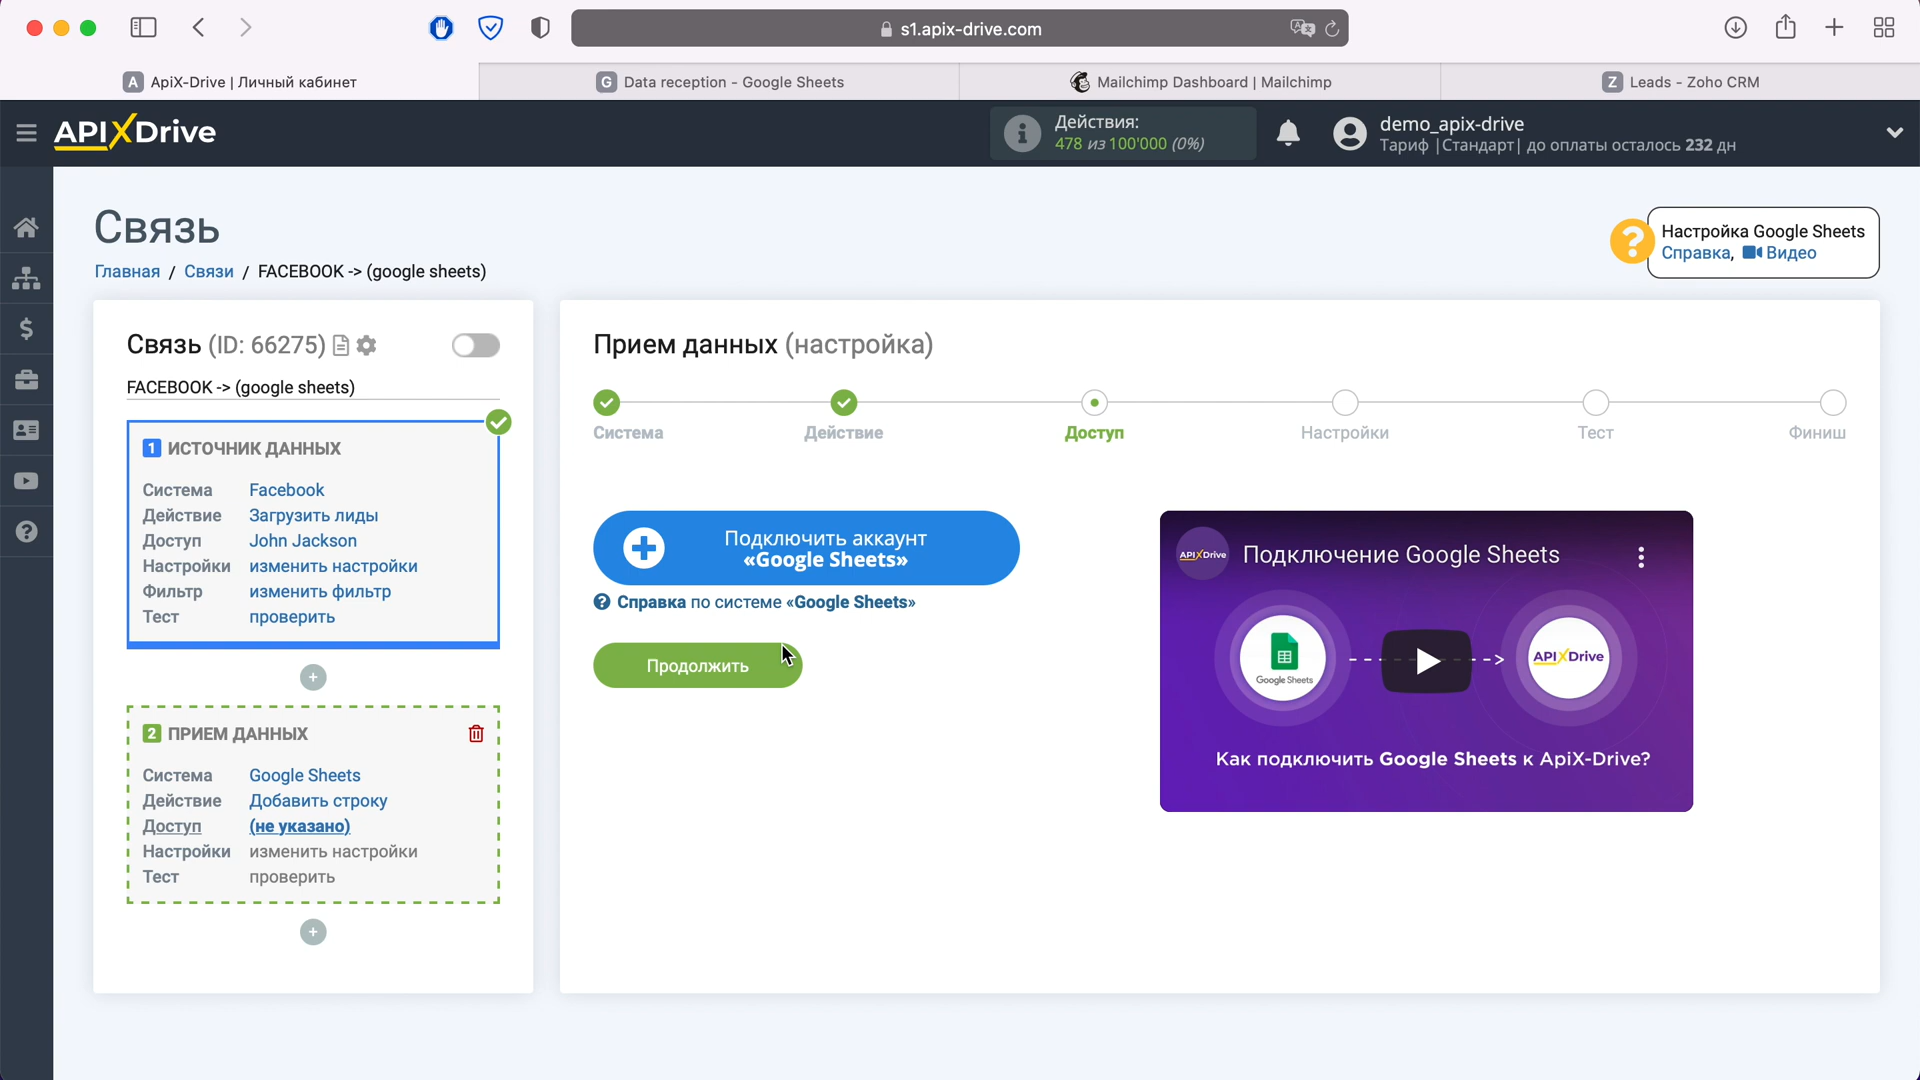 s1.apix-drive.com
A ApiX-Drive | Личный кабинет
G Data reception - Google Sheets
Mailchimp Dashboard | Mailchimp
Z Leads - Zoho CRM
APIXDrive
Действия:
478 из 100'000 (0%)
demo_apix-drive
Тариф |Стандарт| до оплаты осталось 232 дн
Связь
Главная / Связи / FACEBOOK -> (google sheets)
Настройка Google Sheets
Справка, Видео
Связь (ID: 66275)
FACEBOOK -> (google sheets)
1 ИСТОЧНИК ДАННЫХ
Система Facebook
Действие Загрузить лиды
Доступ John Jackson
Настройки изменить настройки
Фильтр изменить фильтр
Тест проверить
2 ПРИЕМ ДАННЫХ
Система Google Sheets
Действие Добавить строку
Доступ (не указано)
Настройки изменить настройки
Тест проверить
Прием данных (настройка)
Система
Действие
Доступ
Настройки
Тест
Финиш
Подключить аккаунт
«Google Sheets»
Справка по системе «Google Sheets»
Продолжить
APIXDrive
Подключение Google Sheets
Google Sheets
APIXDrive
Как подключить Google Sheets к ApiX-Drive?